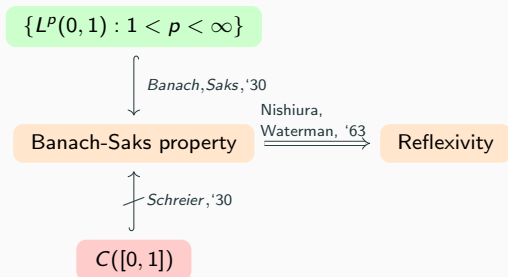 {L^p(0, 1) : 1 < p < ∞}
Banach,Saks,‘30
Nishiura,
Waterman, ‘63
Banach-Saks property
Reflexivity
Schreier,‘30
C([0, 1])